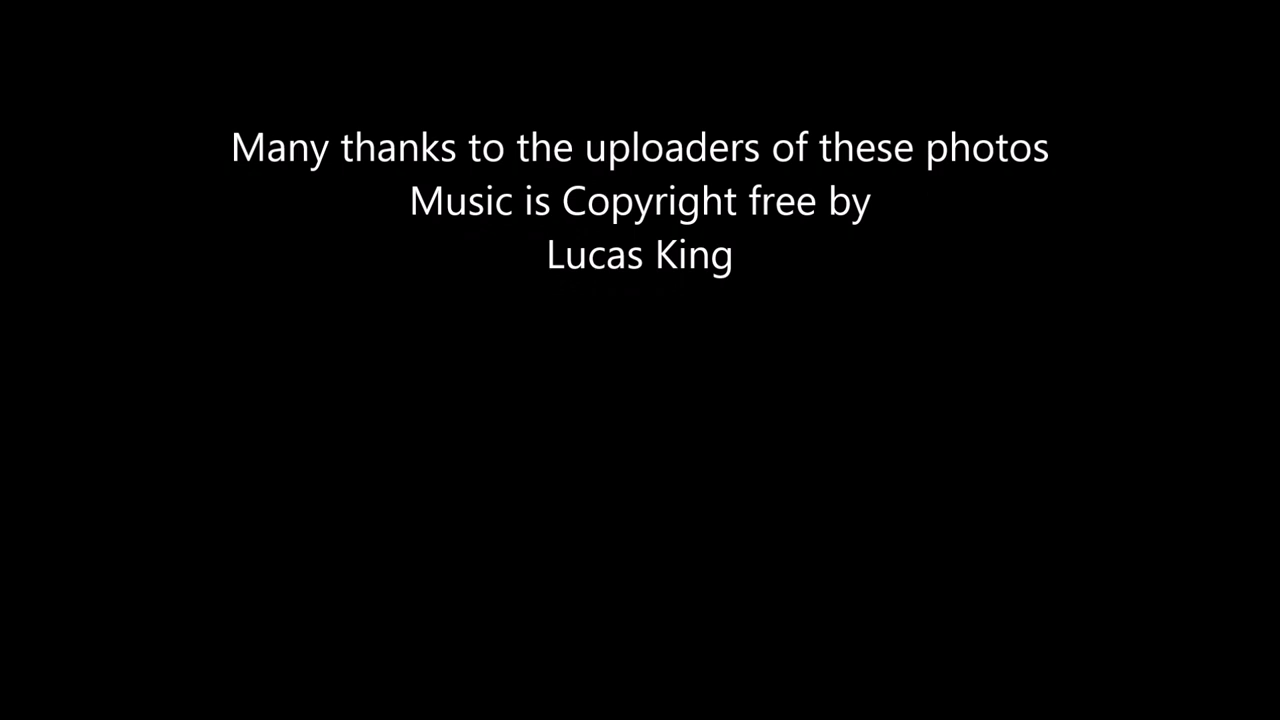 Many thanks to the uploaders of these photos
Music is Copyright free by
Lucas King